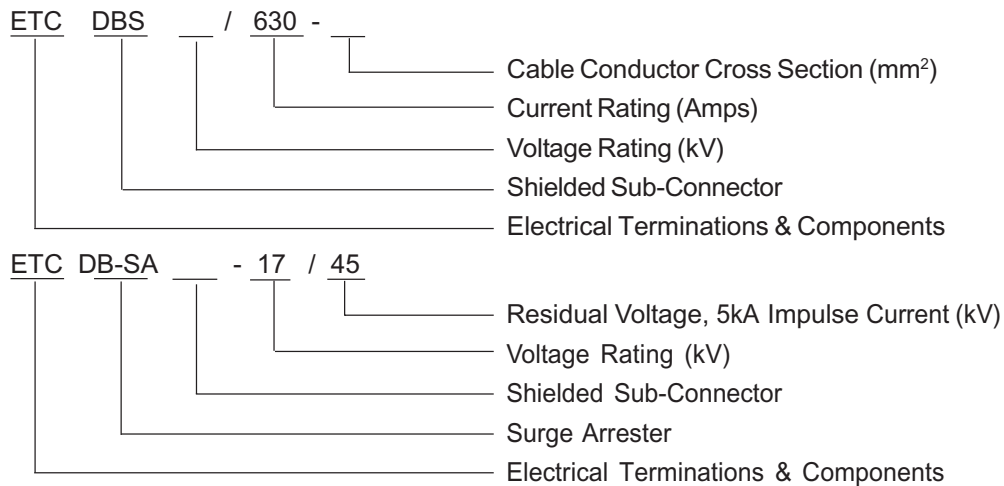 ETC DBS __ / 630 - __
Cable Conductor Cross Section (mm²)
Current Rating (Amps)
Voltage Rating (kV)
Shielded Sub-Connector
Electrical Terminations & Components
ETC DB-SA __ - 17 / 45
Residual Voltage, 5kA Impulse Current (kV)
Voltage Rating (kV)
Shielded Sub-Connector
Surge Arrester
Electrical Terminations & Components